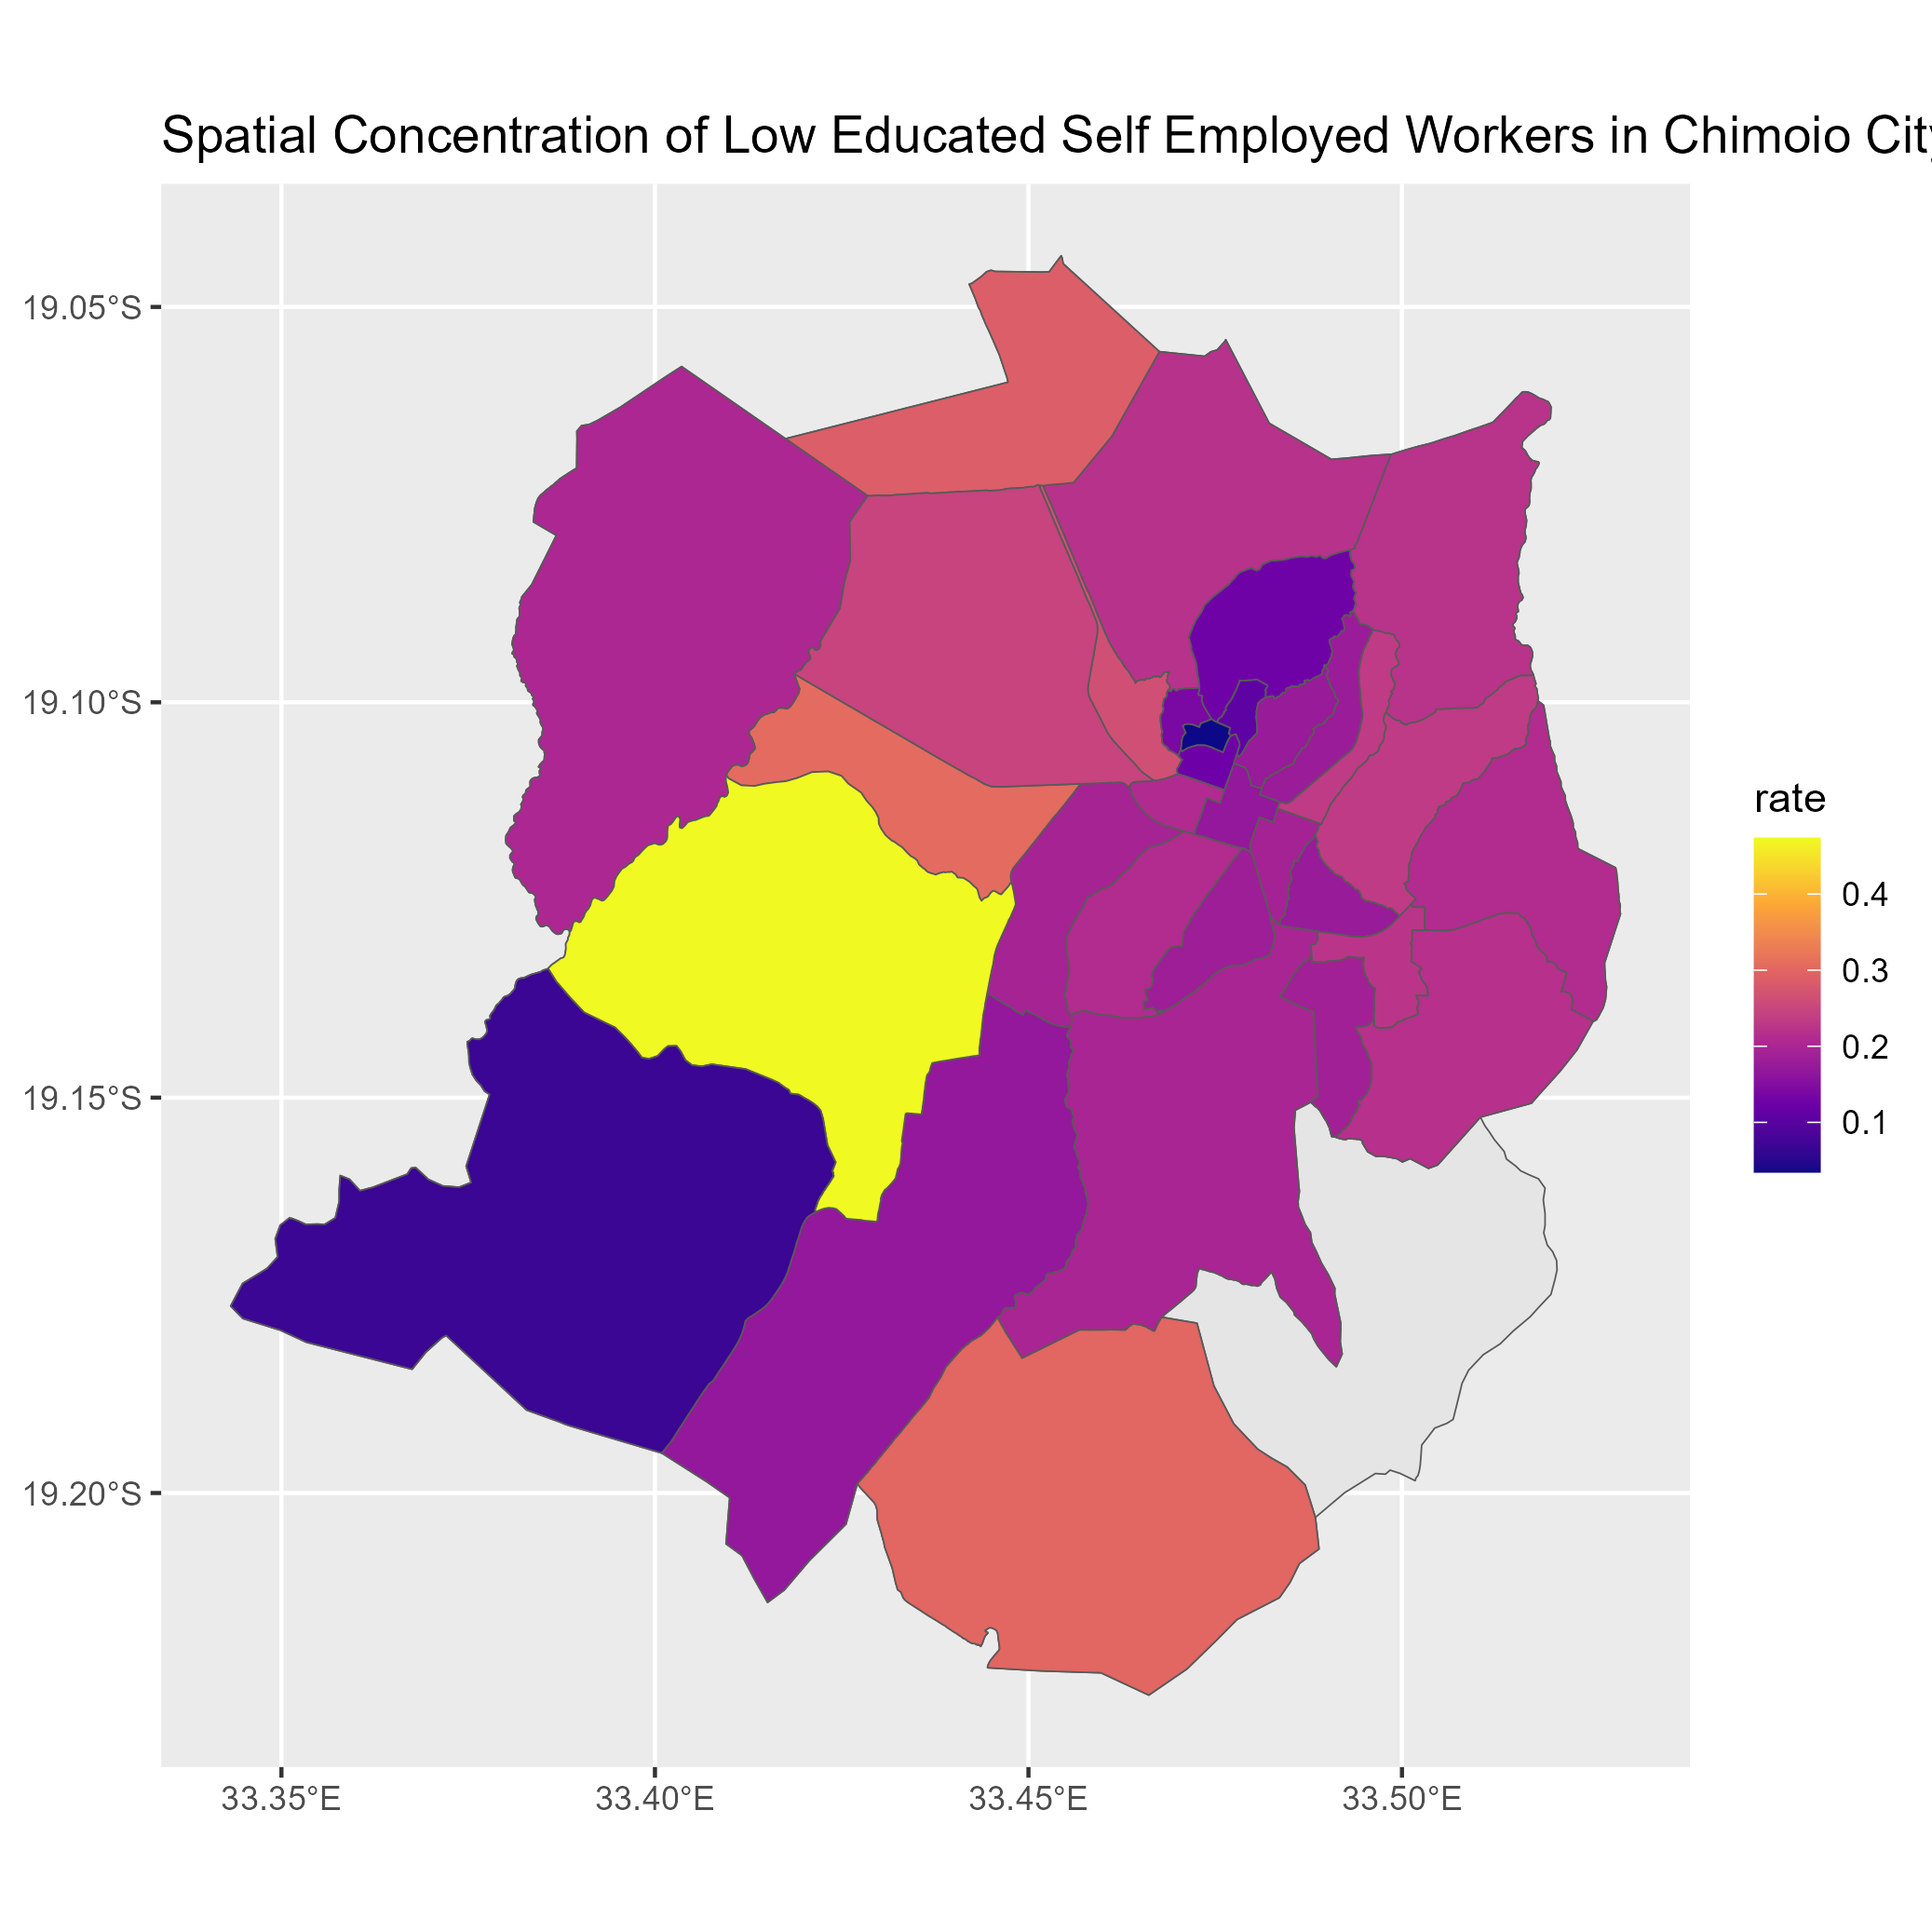 Spatial Concentration of Low Educated Self Employed Workers in Chimoio City
19.05°S
19.10°S
19.15°S
19.20°S
33.35°E
33.40°E
33.45°E
33.50°E
rate
0.4
0.3
0.2
0.1